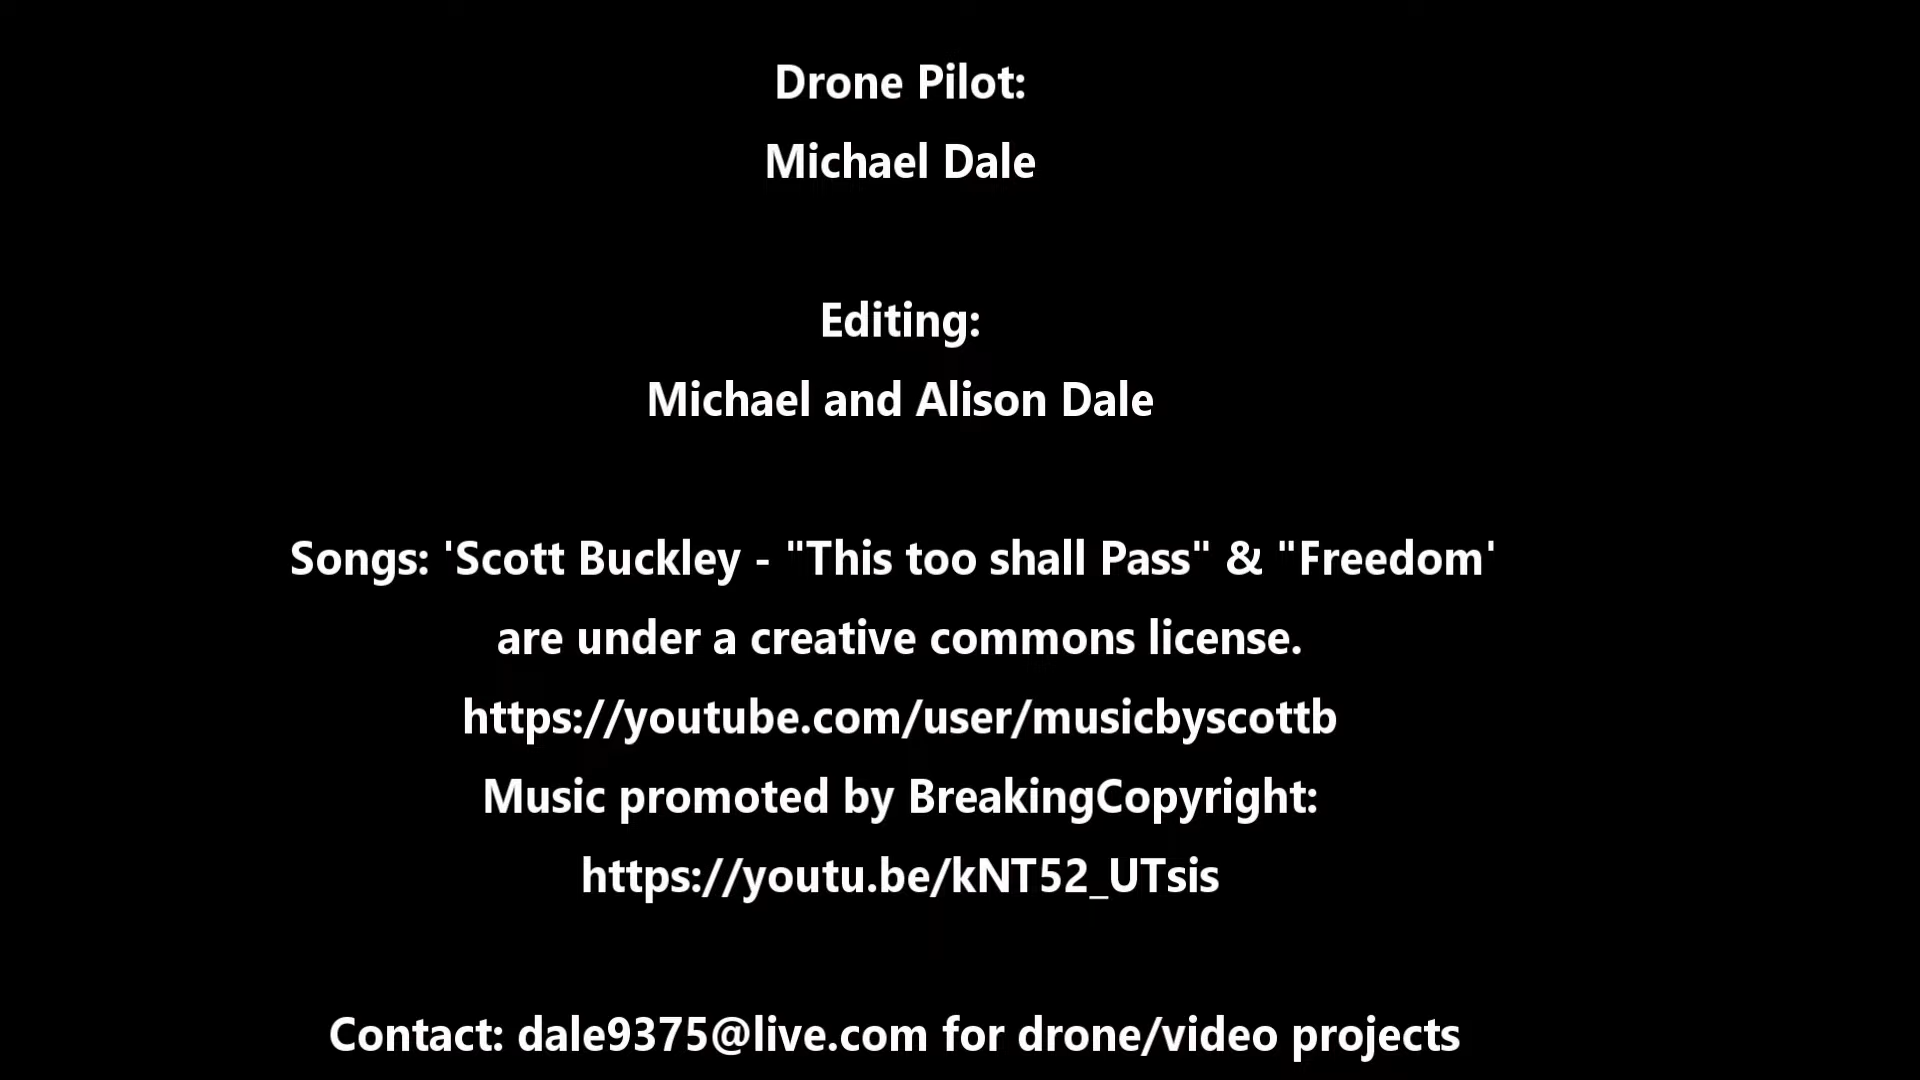 Drone Pilot:
Michael Dale
Editing:
Michael and Alison Dale
Songs: 'Scott Buckley - "This too shall Pass" & "Freedom'
are under a creative commons license.
https://youtube.com/user/musicbyscottb
Music promoted by BreakingCopyright:
https://youtu.be/kNT52_UTsis
Contact: dale9375@live.com for drone/video projects